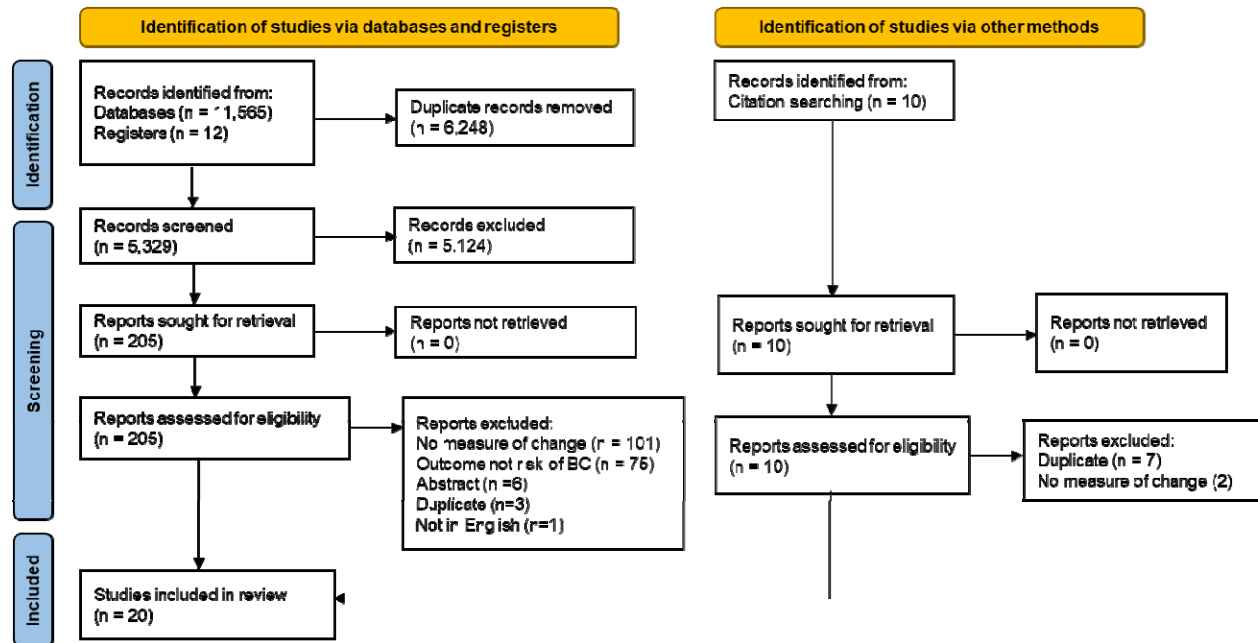 Identification of studies via databases and registers
Identification of studies via other methods
Identification
Records identified from:
Databases (n = 11,565)
Registers (n = 12)
Duplicate records removed
(n = 6,248)
Records identified from:
Citation searching (n = 10)
Screening
Records screened
(n = 5,329)
Records excluded
(n = 5.124)
Reports sought for retrieval
(n = 205)
Reports not retrieved
(n = 0)
Reports sought for retrieval
(n = 10)
Reports not retrieved
(n = 0)
Reports assessed for eligibility
(n = 205)
Reports excluded:
No measure of change (n = 101)
Outcome not risk of BC (n = 75)
Abstract (n =6)
Duplicate (n=3)
Not in English (n=1)
Reports assessed for eligibility
(n = 10)
Reports excluded:
Duplicate (n = 7)
No measure of change (2)
Included
Studies included in review
(n = 20)